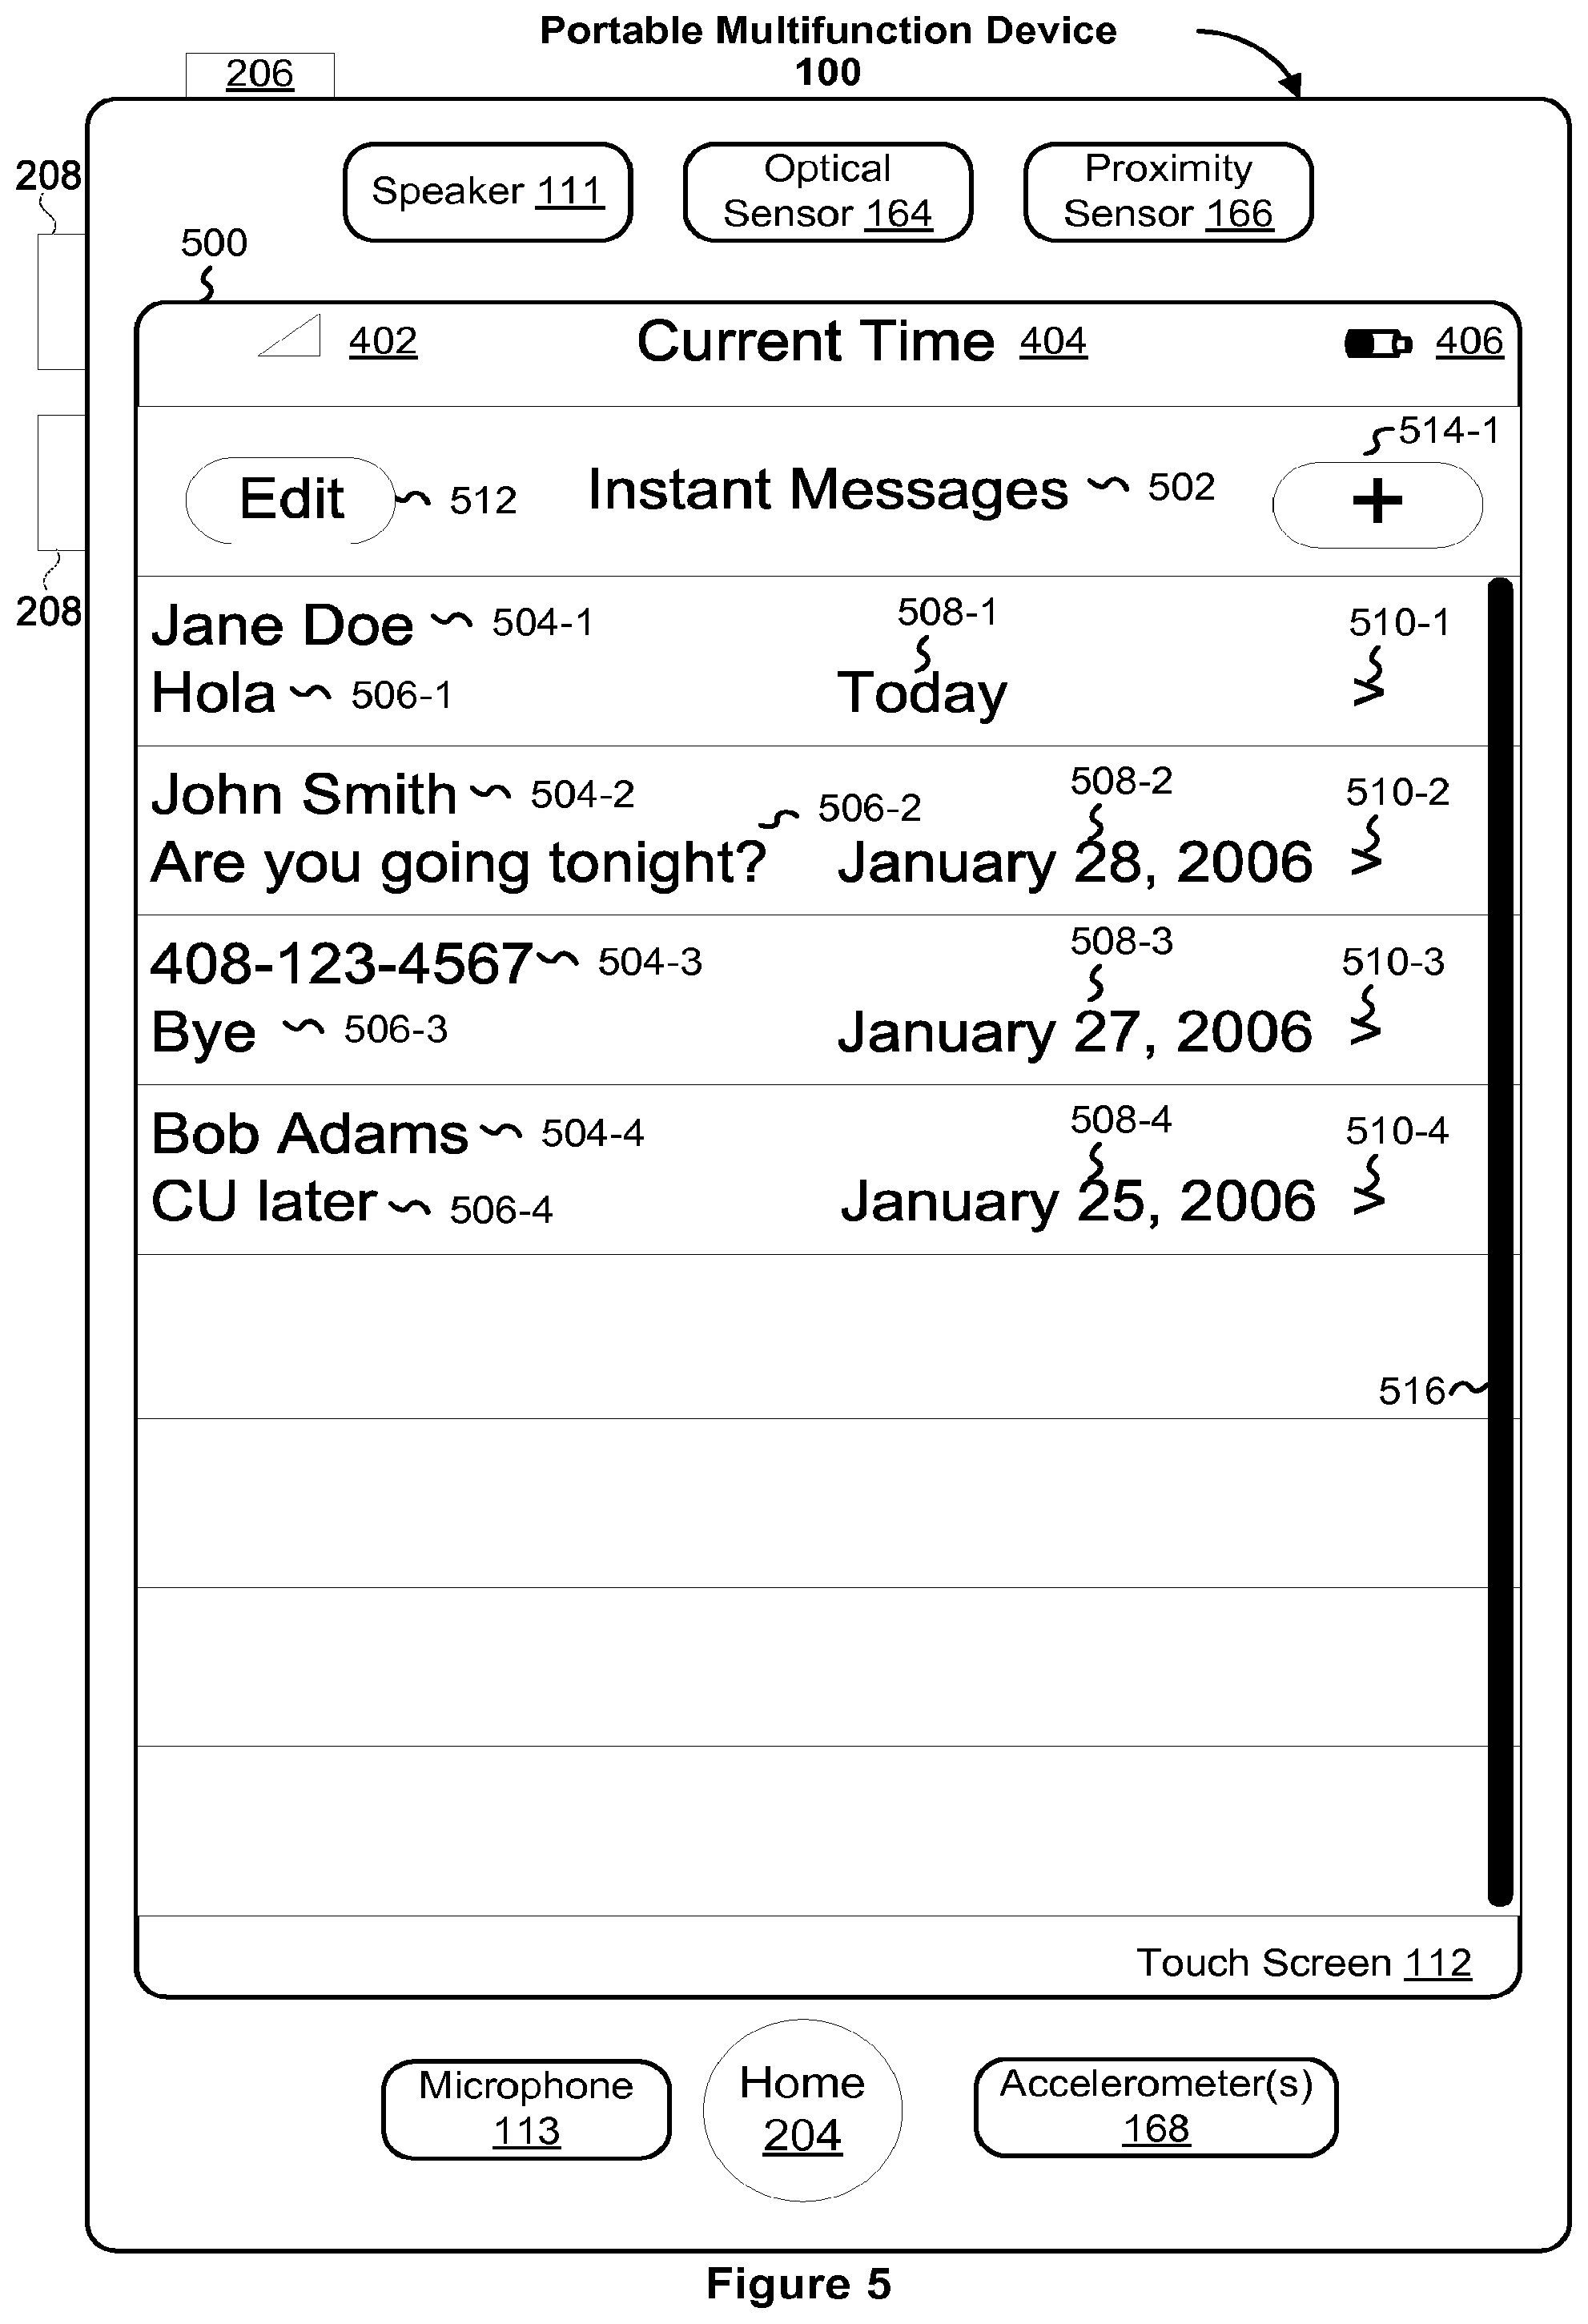 Portable Multifunction Device
100
206
208
Speaker 111
Optical
Sensor 164
Proximity
Sensor 166
500
402
Current Time 404
406
514-1
Edit 512
Instant Messages 502
+
208
Jane Doe 504-1
508-1
510-1
Hola 506-1
Today
>
John Smith 504-2
506-2
508-2
510-2
Are you going tonight?
January 28, 2006
>
408-123-4567 504-3
508-3
510-3
Bye 506-3
January 27, 2006
>
Bob Adams 504-4
508-4
510-4
CU later 506-4
January 25, 2006
>
516
Touch Screen 112
Microphone
113
Home
204
Accelerometer(s)
168
Figure 5